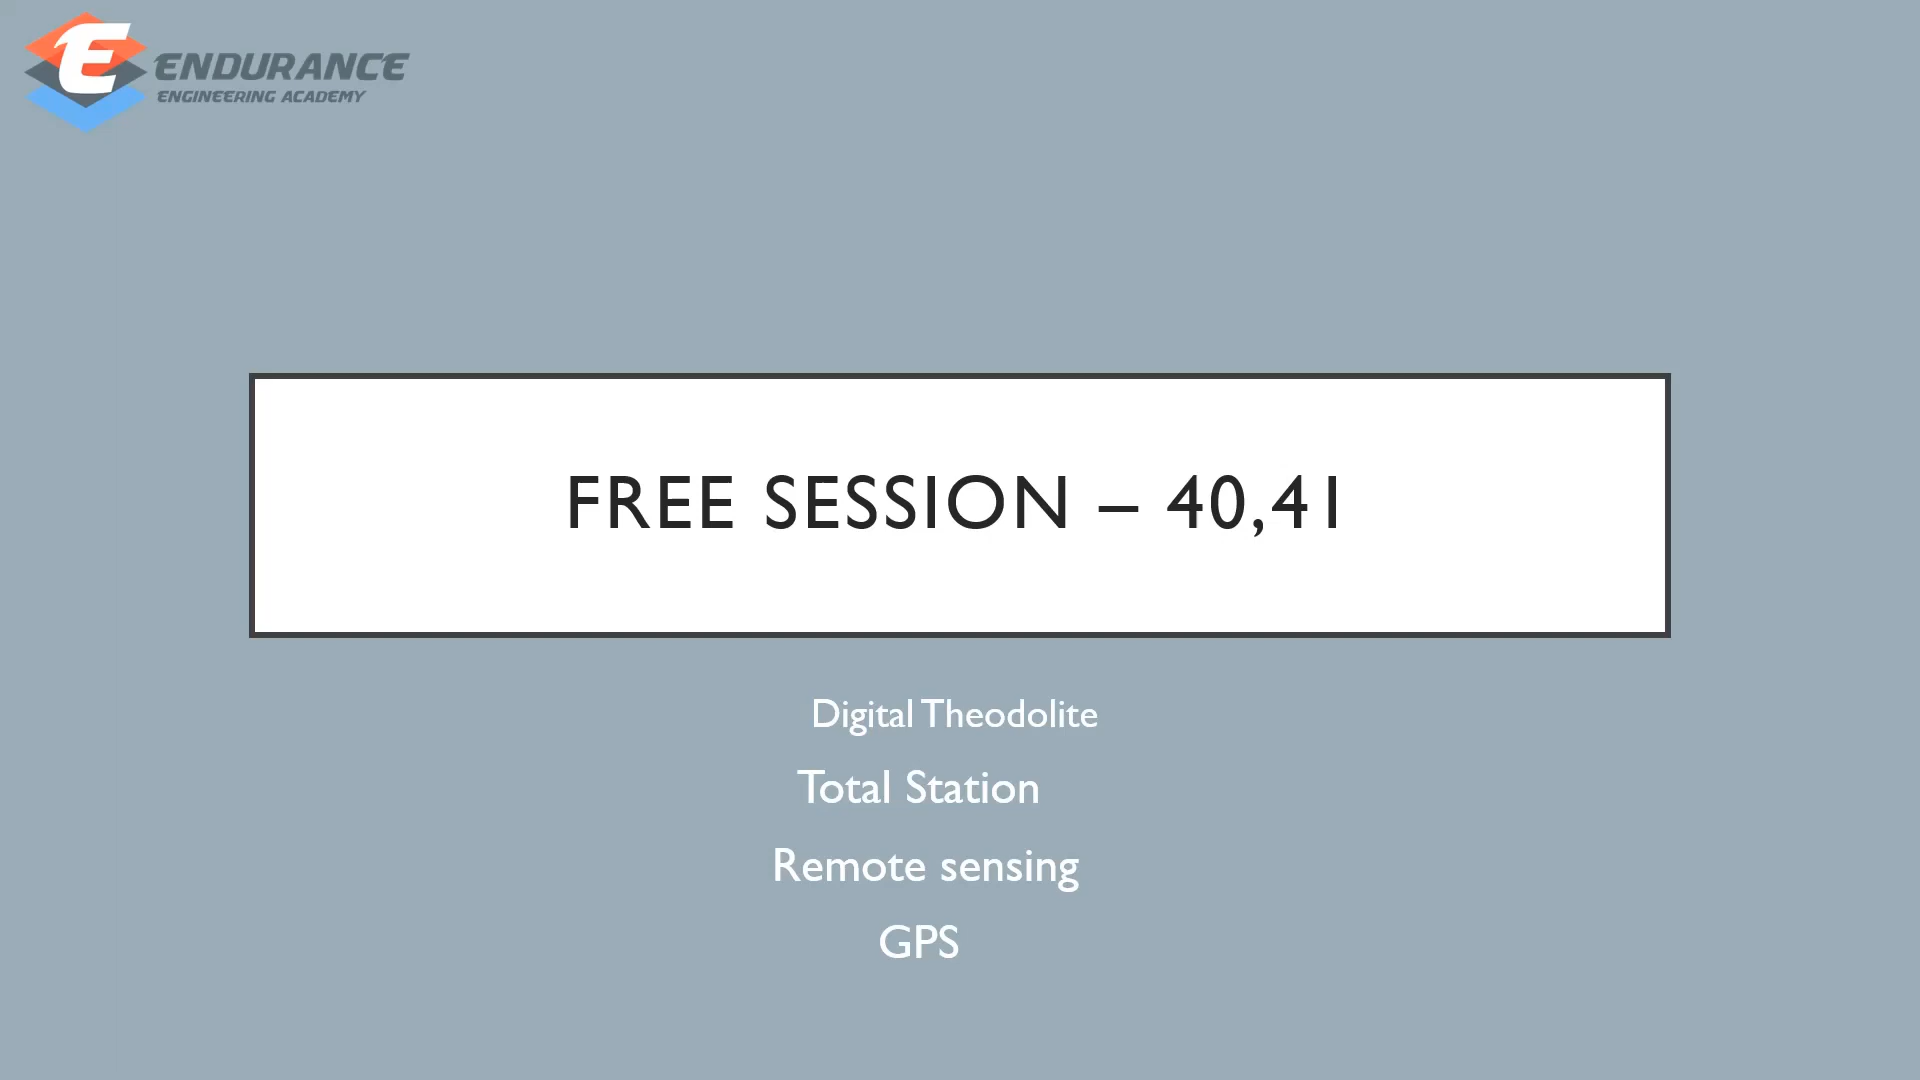 E ENDURANCE
ENGINEERING ACADEMY
FREE SESSION – 40,41
Digital Theodolite
Total Station
Remote sensing
GPS